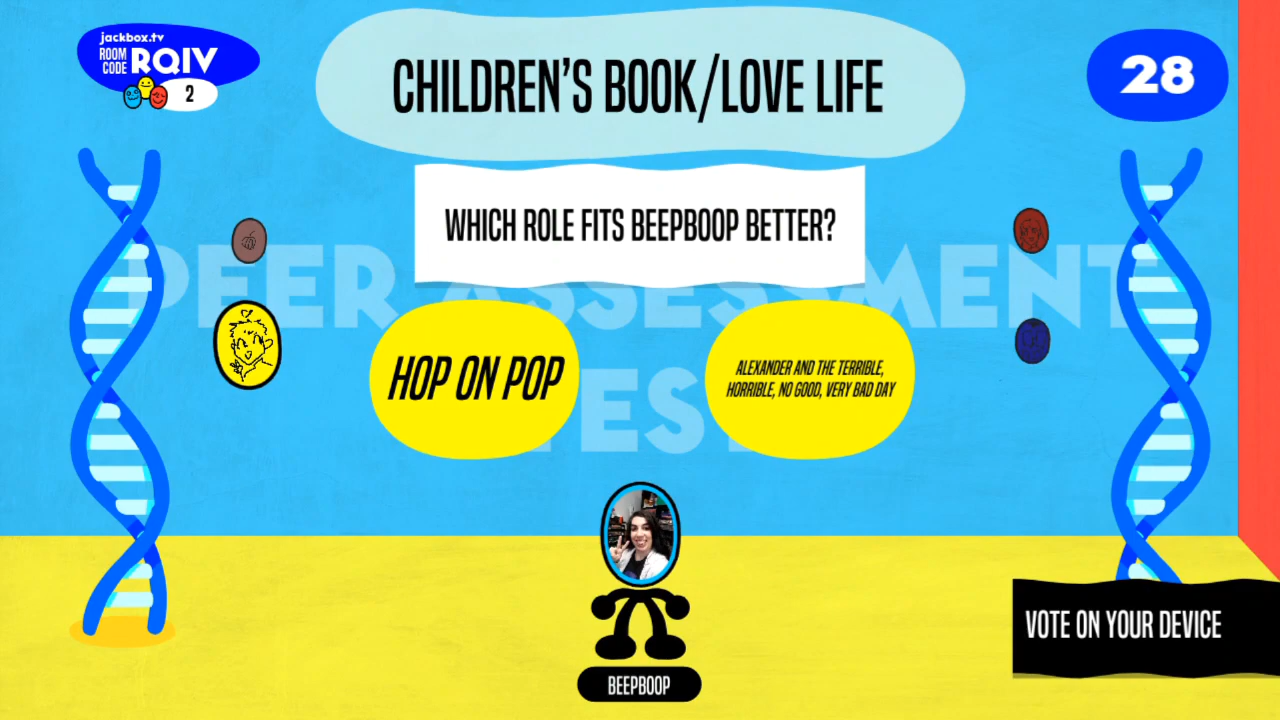 jackbox.tv
ROOM
CODE
RQIV
2
CHILDREN'S BOOK/LOVE LIFE
28
WHICH ROLE FITS BEEPBOOP BETTER?
PEER ASSESSMENT
TEST
HOP ON POP
ALEXANDER AND THE TERRIBLE,
HORRIBLE, NO GOOD, VERY BAD DAY
VOTE ON YOUR DEVICE
BEEPBOOP